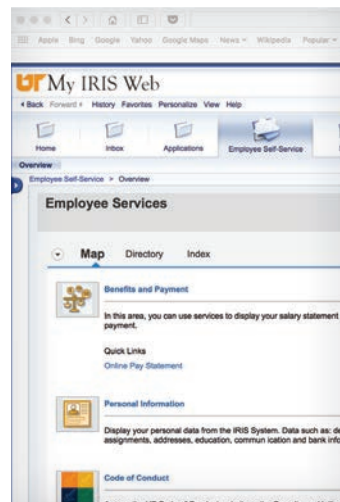 Apple Bing Google Yahoo Google Maps News Wikipedia Popular
UT My IRIS Web
Back Forward History Favorites Personalize View Help
Home Inbox Applications Employee Self-Service
Overview
Employee Self-Service > Overview
Employee Services
Map Directory Index
Benefits and Payment
In this area, you can use services to display your salary statement
payment.
Quick Links
Online Pay Statement
Personal Information
Display your personal data from the IRIS System. Data such as: de
assignments, addresses, education, commun ication and bank info
Code of Conduct